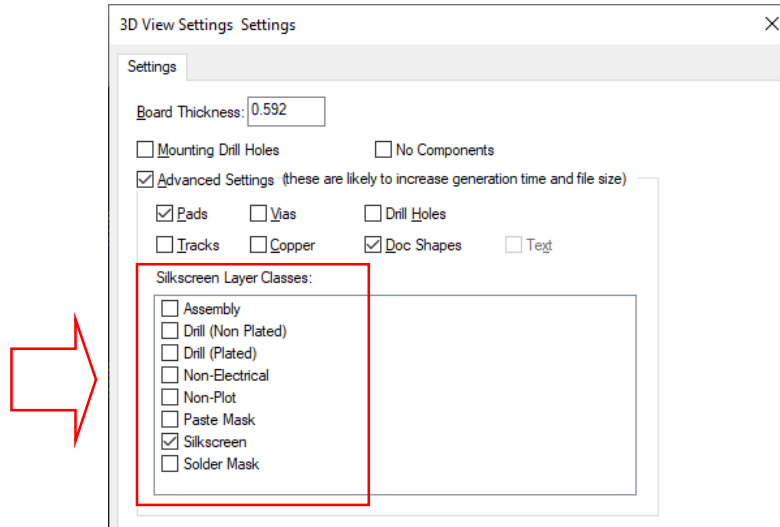 3D View Settings Settings
Settings
Board Thickness: 0.592
Mounting Drill Holes No Components
Advanced Settings (these are likely to increase generation time and file size)
Pads Vias Drill Holes
Tracks Copper Doc Shapes Text
Silkscreen Layer Classes:
Assembly
Drill (Non Plated)
Drill (Plated)
Non-Electrical
Non-Plot
Paste Mask
Silkscreen
Solder Mask